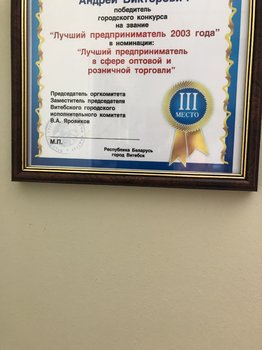 Андрей Викторович
победитель
городского конкурса
на звание
"Лучший предприниматель 2003 года"
в номинации:
"Лучший предприниматель
в сфере оптовой и
розничной торговли"
Председатель оргкомитета
Заместитель председателя
Витебского городского
исполнительного комитета
В.А. Яровиков
М.П.
III
МЕСТО
Республика Беларусь
город Витебск